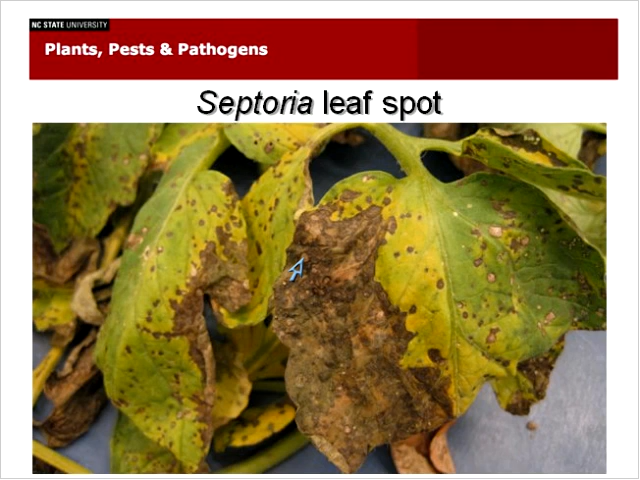 NC STATE UNIVERSITY
Plants, Pests & Pathogens
Septoria leaf spot